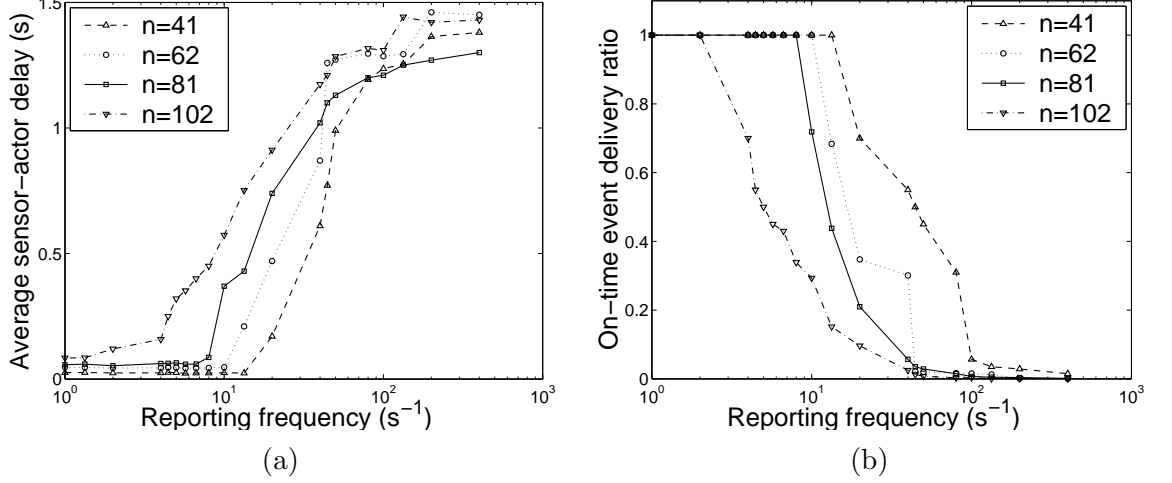 1.5
1
0.5
0
10^0
10^1
10^2
10^3
Reporting frequency (s^−1)
Average sensor−actor delay (s)
n=41
n=62
n=81
n=102
(a)
1
0.8
0.6
0.4
0.2
0
10^0
10^1
10^2
10^3
Reporting frequency (s^−1)
On−time event delivery ratio
n=41
n=62
n=81
n=102
(b)